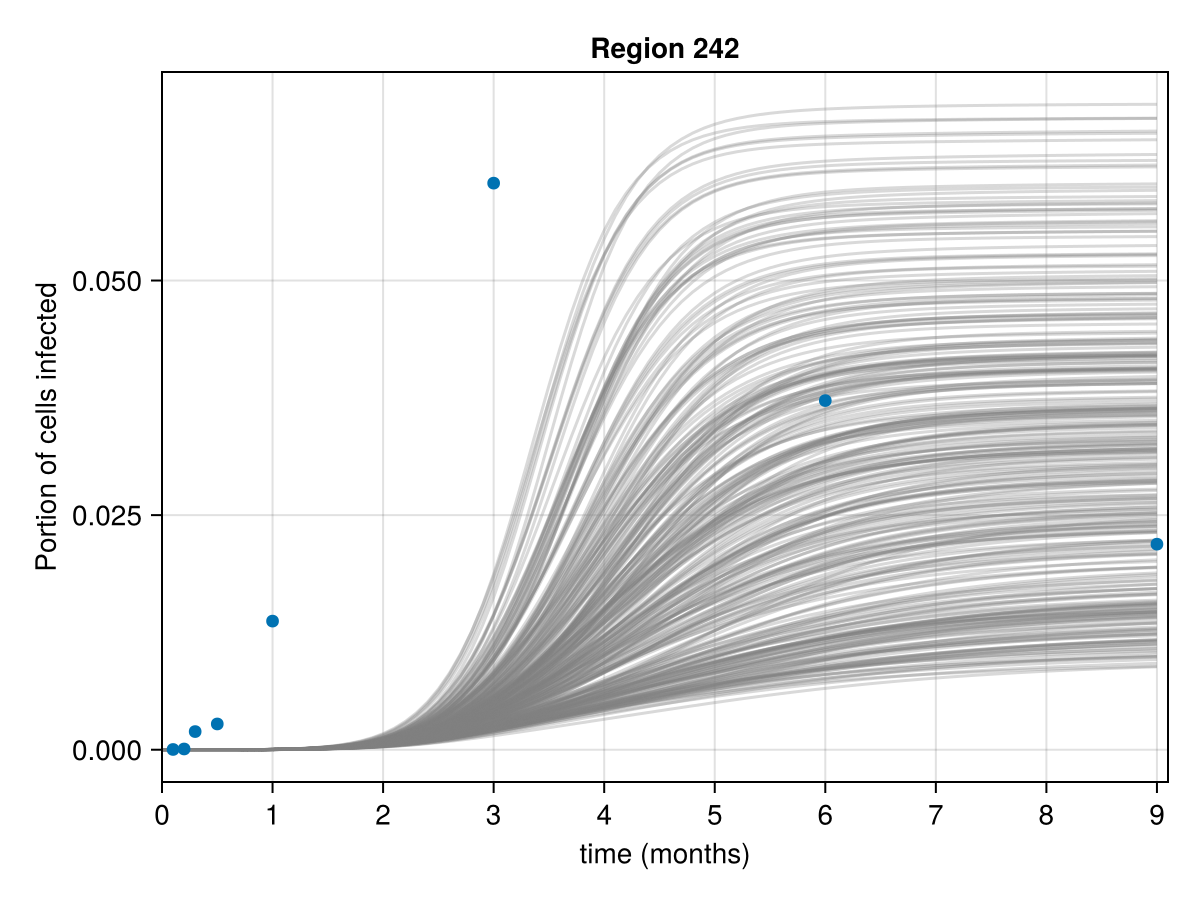 Region 242
Portion of cells infected
0.050
0.025
0.000
0 1 2 3 4 5 6 7 8 9
time (months)